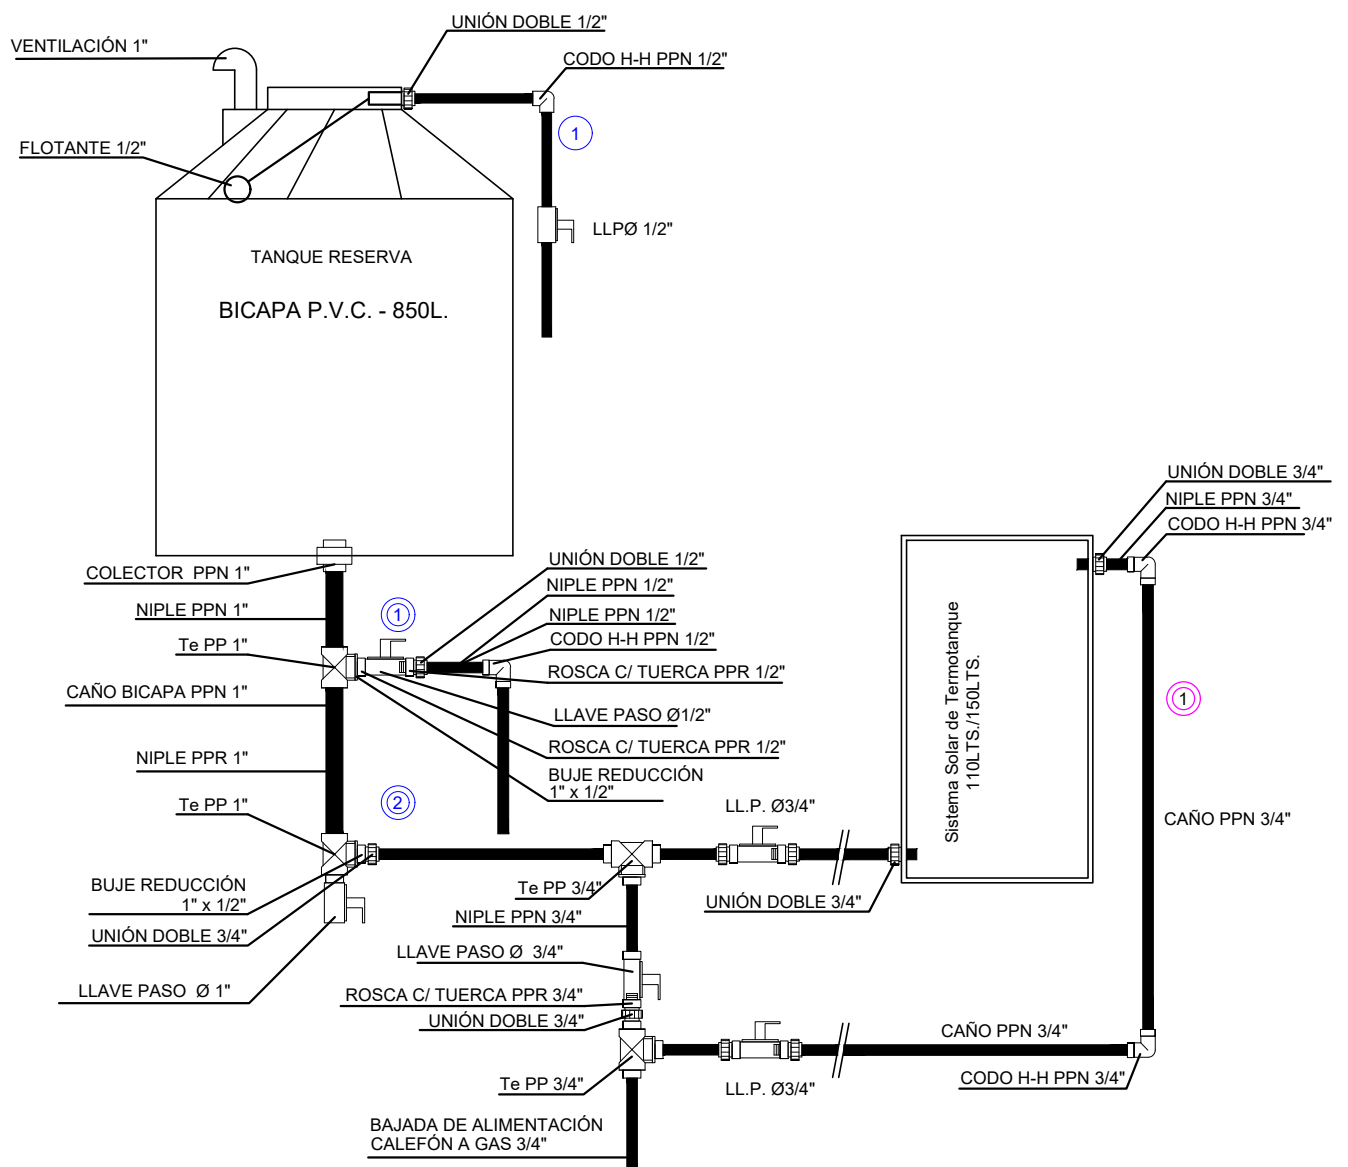 UNIÓN DOBLE 1/2"
VENTILACIÓN 1"
CODO H-H PPN 1/2"
1
FLOTANTE 1/2"
LLPØ 1/2"
TANQUE RESERVA
BICAPA P.V.C. - 850L.
UNIÓN DOBLE 3/4"
NIPLE PPN 3/4"
CODO H-H PPN 3/4"
COLECTOR PPN 1"
UNIÓN DOBLE 1/2"
NIPLE PPN 1/2"
NIPLE PPN 1"
1
NIPLE PPN 1/2"
Te PP 1"
CODO H-H PPN 1/2"
ROSCA C/ TUERCA PPR 1/2"
CAÑO BICAPA PPN 1"
LLAVE PASO Ø1/2"
ROSCA C/ TUERCA PPR 1/2"
NIPLE PPR 1"
BUJE REDUCCIÓN
1" x 1/2"
Sistema Solar de Termotanque
110LTS./150LTS.
1
Te PP 1"
2
LL.P. Ø3/4"
CAÑO PPN 3/4"
BUJE REDUCCIÓN
1" x 1/2"
Te PP 3/4"
UNIÓN DOBLE 3/4"
UNIÓN DOBLE 3/4"
NIPLE PPN 3/4"
LLAVE PASO Ø 3/4"
LLAVE PASO Ø 1"
ROSCA C/ TUERCA PPR 3/4"
UNIÓN DOBLE 3/4"
CAÑO PPN 3/4"
Te PP 3/4"
LL.P. Ø3/4"
CODO H-H PPN 3/4"
BAJADA DE ALIMENTACIÓN
CALEFÓN A GAS 3/4"